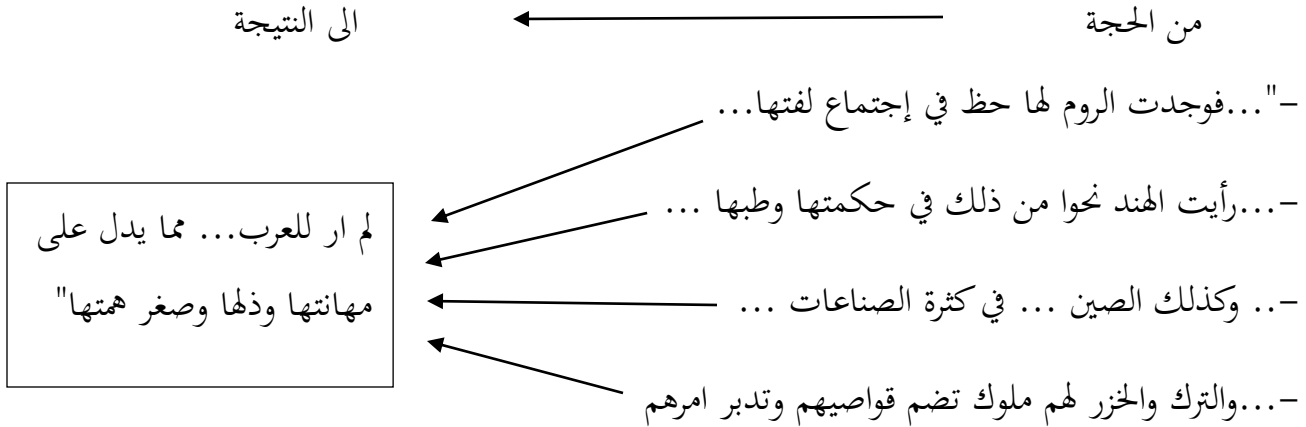 من الحجة الى النتيجة
-"...فوجدت الروم لها حظ في إجتماع لفتها...
-...رأيت الهند نحوا من ذلك في حكمتها وطبها ...
لم ار للعرب... مما يدل على
مهانتها وذلها وصغر همتها"
-.. وكذلك الصين ... في كثرة الصناعات ...
-...والترك والخزر لهم ملوك تضم قواصيهم وتدبر امرهم